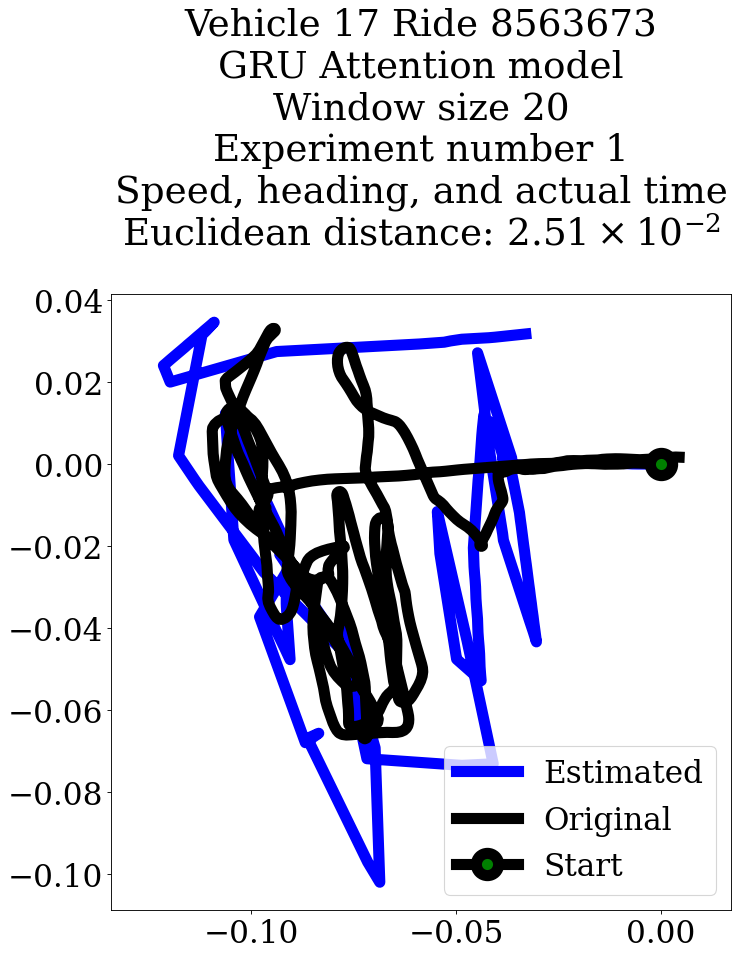 Vehicle 17 Ride 8563673
GRU Attention model
Window size 20
Experiment number 1
Speed, heading, and actual time
Euclidean distance: 2.51 × 10⁻²
0.04
0.02
0.00
−0.02
−0.04
−0.06
−0.08
−0.10
Estimated
Original
Start
−0.10 −0.05 0.00